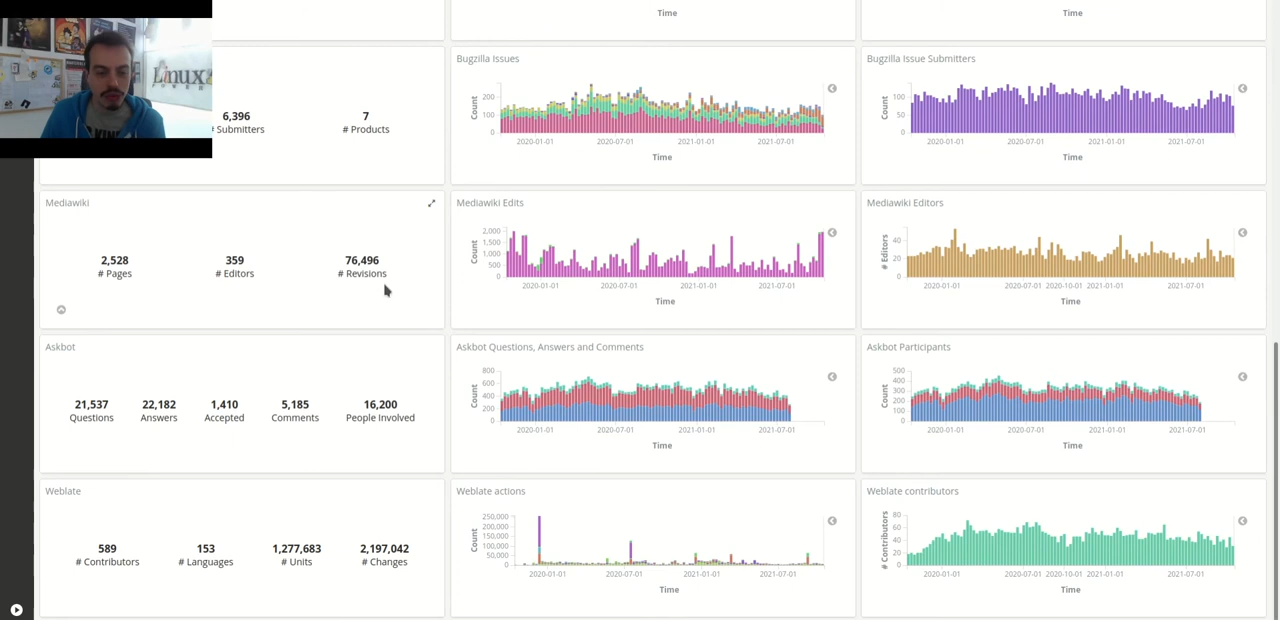 Time
Time
Linux
6,396
# Submitters
7
# Products
Bugzilla Issues
Count
200
100
0
2020-01-01 2020-07-01 2021-01-01 2021-07-01
Time
Bugzilla Issue Submitters
Count
100
50
0
2020-01-01 2020-07-01 2021-01-01 2021-07-01
Time
Mediawiki
2,528
# Pages
359
# Editors
76,496
# Revisions
Mediawiki Edits
Count
2,000
1,500
1,000
500
0
2020-01-01 2020-07-01 2021-01-01 2021-07-01
Time
Mediawiki Editors
# Editors
40
20
0
2020-01-01 2020-07-01 2020-10-01 2021-01-01 2021-07-01
Time
Askbot
21,537
Questions
22,182
Answers
1,410
Accepted
5,185
Comments
16,200
People Involved
Askbot Questions, Answers and Comments
Count
800
600
400
200
0
2020-01-01 2020-07-01 2021-01-01 2021-07-01
Time
Askbot Participants
Count
500
400
300
200
100
0
2020-01-01 2020-07-01 2021-01-01 2021-07-01
Time
Weblate
589
# Contributors
153
# Languages
1,277,683
# Units
2,197,042
# Changes
Weblate actions
Count
250,000
200,000
150,000
100,000
50,000
0
2020-01-01 2020-07-01 2021-01-01 2021-07-01
Time
Weblate contributors
# Contributors
80
60
40
20
0
2020-01-01 2020-07-01 2020-10-01 2021-01-01 2021-07-01
Time